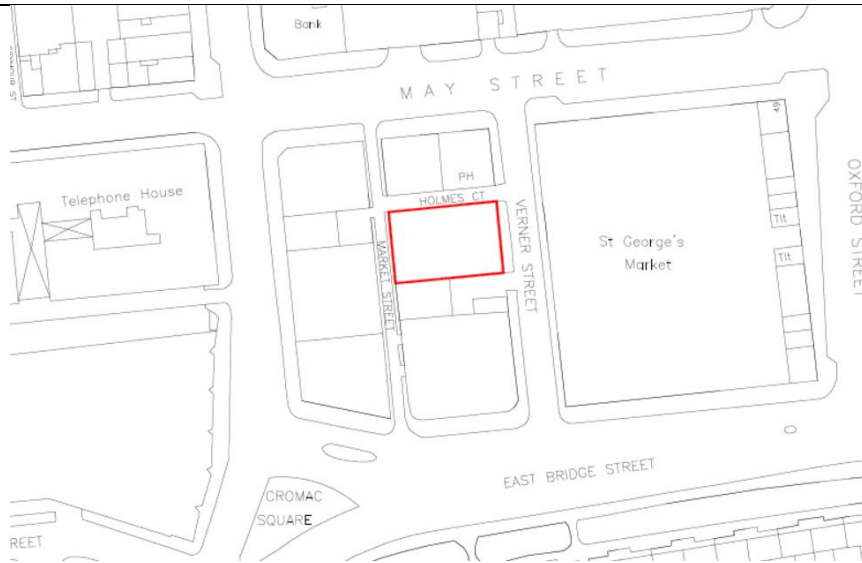 Bank
MAY STREET
49
Telephone House
PH
HOLMES CT
VERNER STREET
MARKET STREET
St George's
Market
Tlt
Tlt
OXFORD STREET
EAST BRIDGE STREET
CROMAC
SQUARE
REET